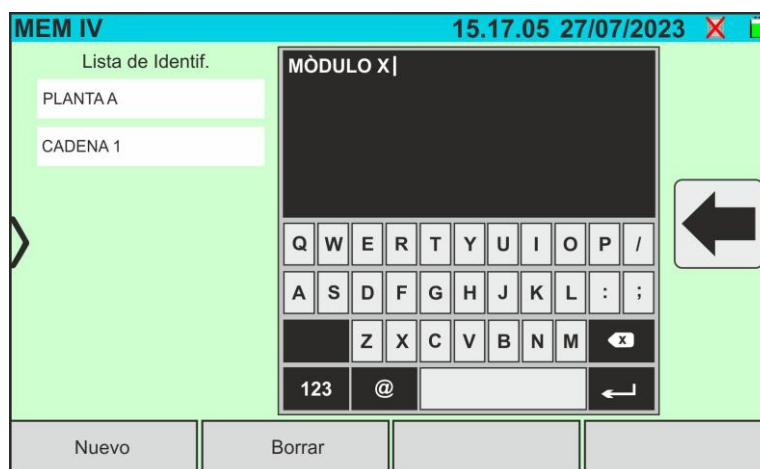 MEM IV 15.17.05 27/07/2023
Lista de Identif.
PLANTA A
CADENA 1
MÒDULO X
Q W E R T Y U I O P /
A S D F G H J K L : ;
Z X C V B N M x
123 @
Nuevo Borrar